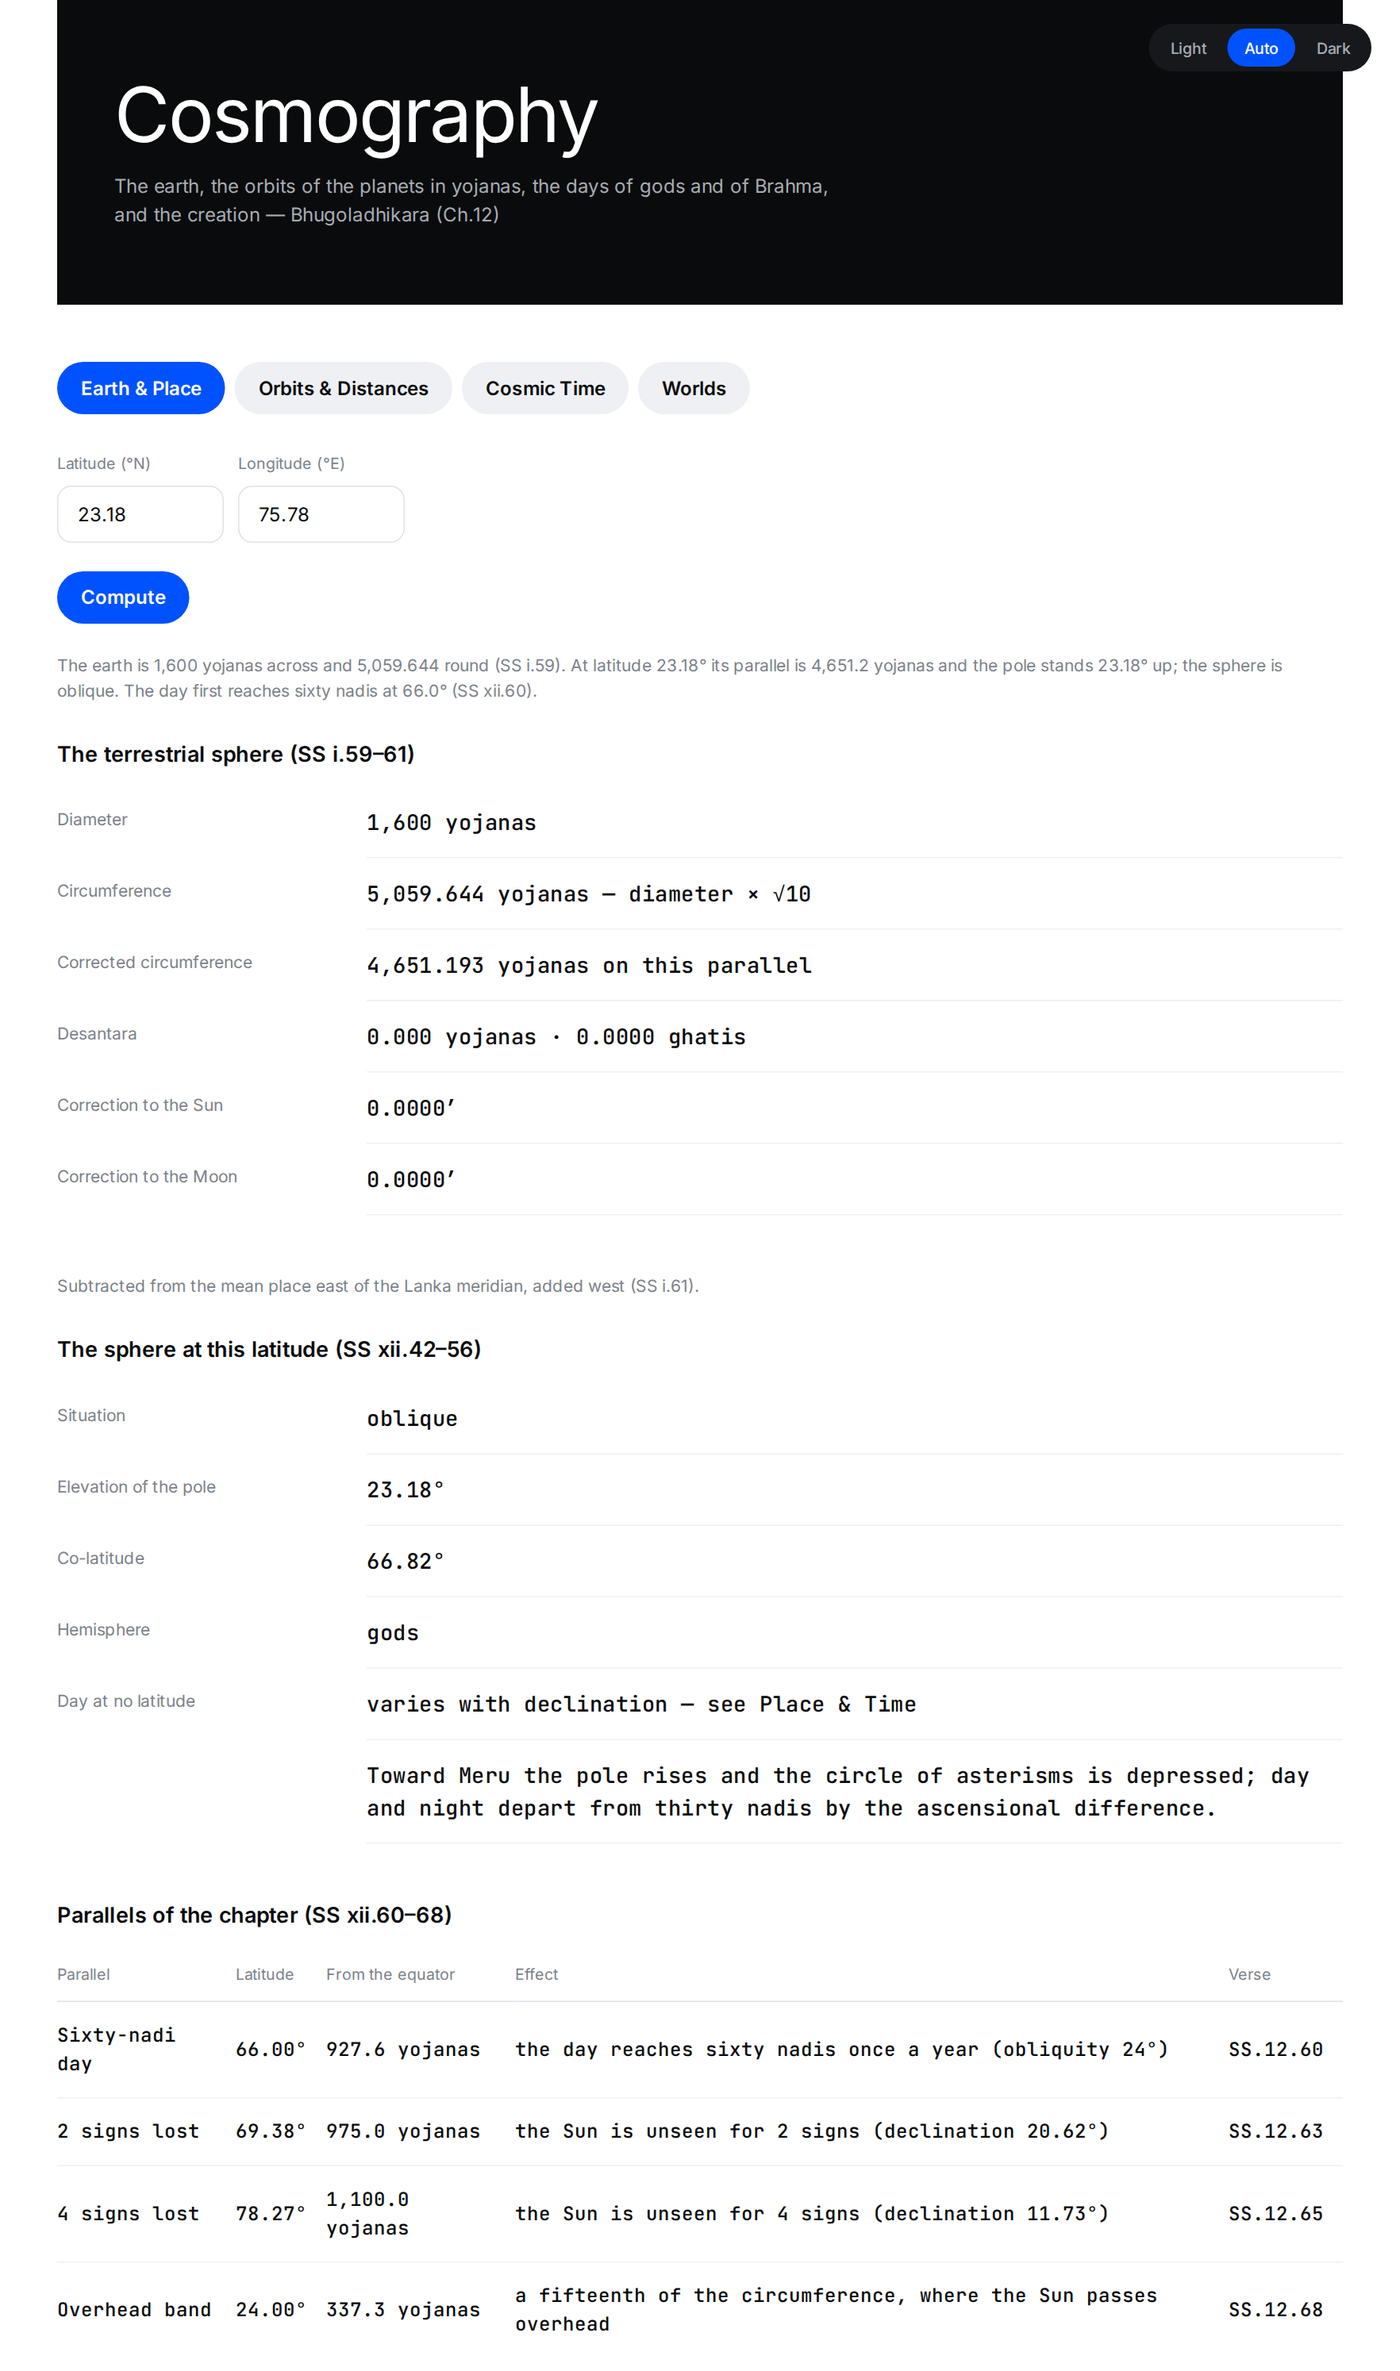 Light Auto Dark
Cosmography
The earth, the orbits of the planets in yojanas, the days of gods and of Brahma,
and the creation — Bhugoladhikara (Ch.12)
Earth & Place Orbits & Distances Cosmic Time Worlds
Latitude (°N) Longitude (°E)
23.18 75.78
Compute
The earth is 1,600 yojanas across and 5,059.644 round (SS i.59). At latitude 23.18° its parallel is 4,651.2 yojanas and the pole stands 23.18° up; the sphere is
oblique. The day first reaches sixty nadis at 66.0° (SS xii.60).
The terrestrial sphere (SS i.59–61)
Diameter 1,600 yojanas
Circumference 5,059.644 yojanas — diameter × √10
Corrected circumference 4,651.193 yojanas on this parallel
Desantara 0.000 yojanas · 0.0000 ghatis
Correction to the Sun 0.0000′
Correction to the Moon 0.0000′
Subtracted from the mean place east of the Lanka meridian, added west (SS i.61).
The sphere at this latitude (SS xii.42–56)
Situation oblique
Elevation of the pole 23.18°
Co-latitude 66.82°
Hemisphere gods
Day at no latitude varies with declination — see Place & Time
Toward Meru the pole rises and the circle of asterisms is depressed; day
and night depart from thirty nadis by the ascensional difference.
Parallels of the chapter (SS xii.60–68)
Parallel Latitude From the equator Effect Verse
Sixty-nadi
day 66.00° 927.6 yojanas the day reaches sixty nadis once a year (obliquity 24°) SS.12.60
2 signs lost 69.38° 975.0 yojanas the Sun is unseen for 2 signs (declination 20.62°) SS.12.63
4 signs lost 78.27° 1,100.0
yojanas the Sun is unseen for 4 signs (declination 11.73°) SS.12.65
Overhead band 24.00° 337.3 yojanas a fifteenth of the circumference, where the Sun passes
overhead SS.12.68